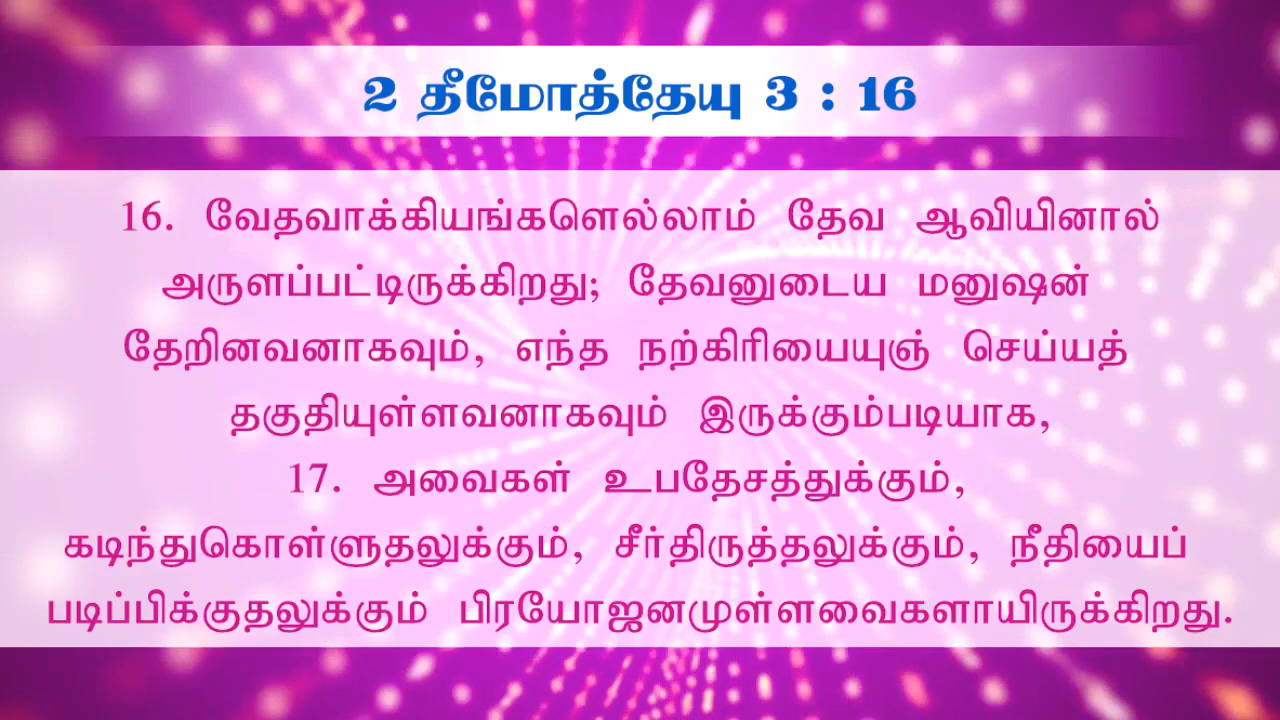 2 தீமோத்தேயு 3 : 16
16. வேதவாக்கியங்களெல்லாம் தேவ ஆவியினால்
அருளப்பட்டிருக்கிறது; தேவனுடைய மனுஷன்
தேறினவனாகவும், எந்த நற்கிரியையுஞ் செய்யத்
தகுதியுள்ளவனாகவும் இருக்கும்படியாக,
17. அவைகள் உபதேசத்துக்கும்,
கடிந்துகொள்ளுதலுக்கும், சீர்திருத்தலுக்கும், நீதியைப்
படிப்பிக்குதலுக்கும் பிரயோஜனமுள்ளவைகளாயிருக்கிறது.